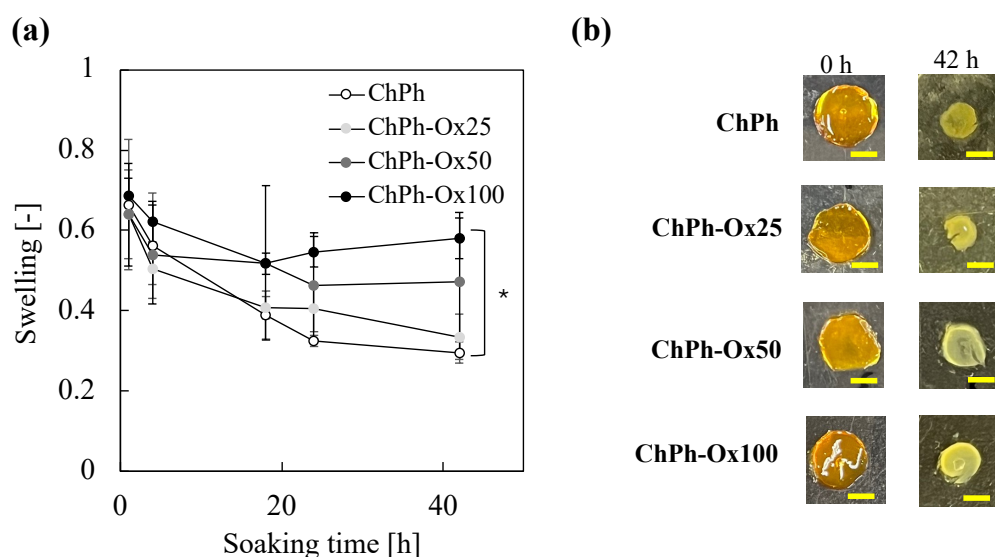 (a)
1
0.8
0.6
0.4
0.2
0
Swelling [-]
0
20
40
Soaking time [h]
ChPh
ChPh-Ox25
ChPh-Ox50
ChPh-Ox100
*
(b)
0 h
42 h
ChPh
ChPh-Ox25
ChPh-Ox50
ChPh-Ox100